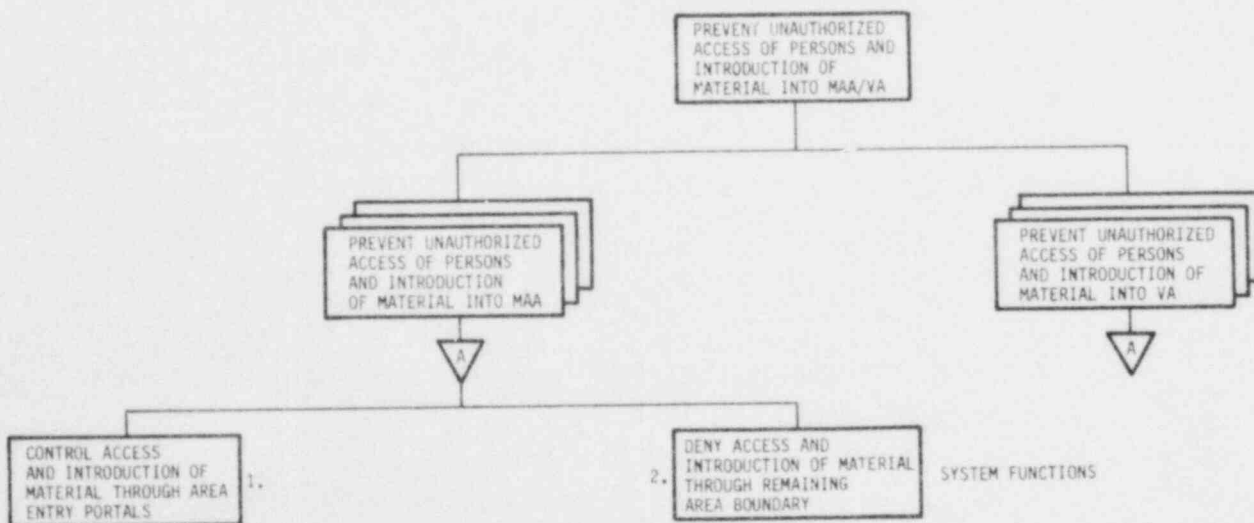 PREVENT UNAUTHORIZED
ACCESS OF PERSONS AND
INTRODUCTION OF
MATERIAL INTO MAA/VA
PREVENT UNAUTHORIZED
ACCESS OF PERSONS
AND INTRODUCTION
OF MATERIAL INTO MAA
PREVENT UNAUTHORIZED
ACCESS OF PERSONS
AND INTRODUCTION OF
MATERIAL INTO VA
A
A
CONTROL ACCESS
AND INTRODUCTION OF
MATERIAL THROUGH AREA
ENTRY PORTALS
1.
2.
DENY ACCESS AND
INTRODUCTION OF MATERIAL
THROUGH REMAINING
AREA BOUNDARY
SYSTEM FUNCTIONS